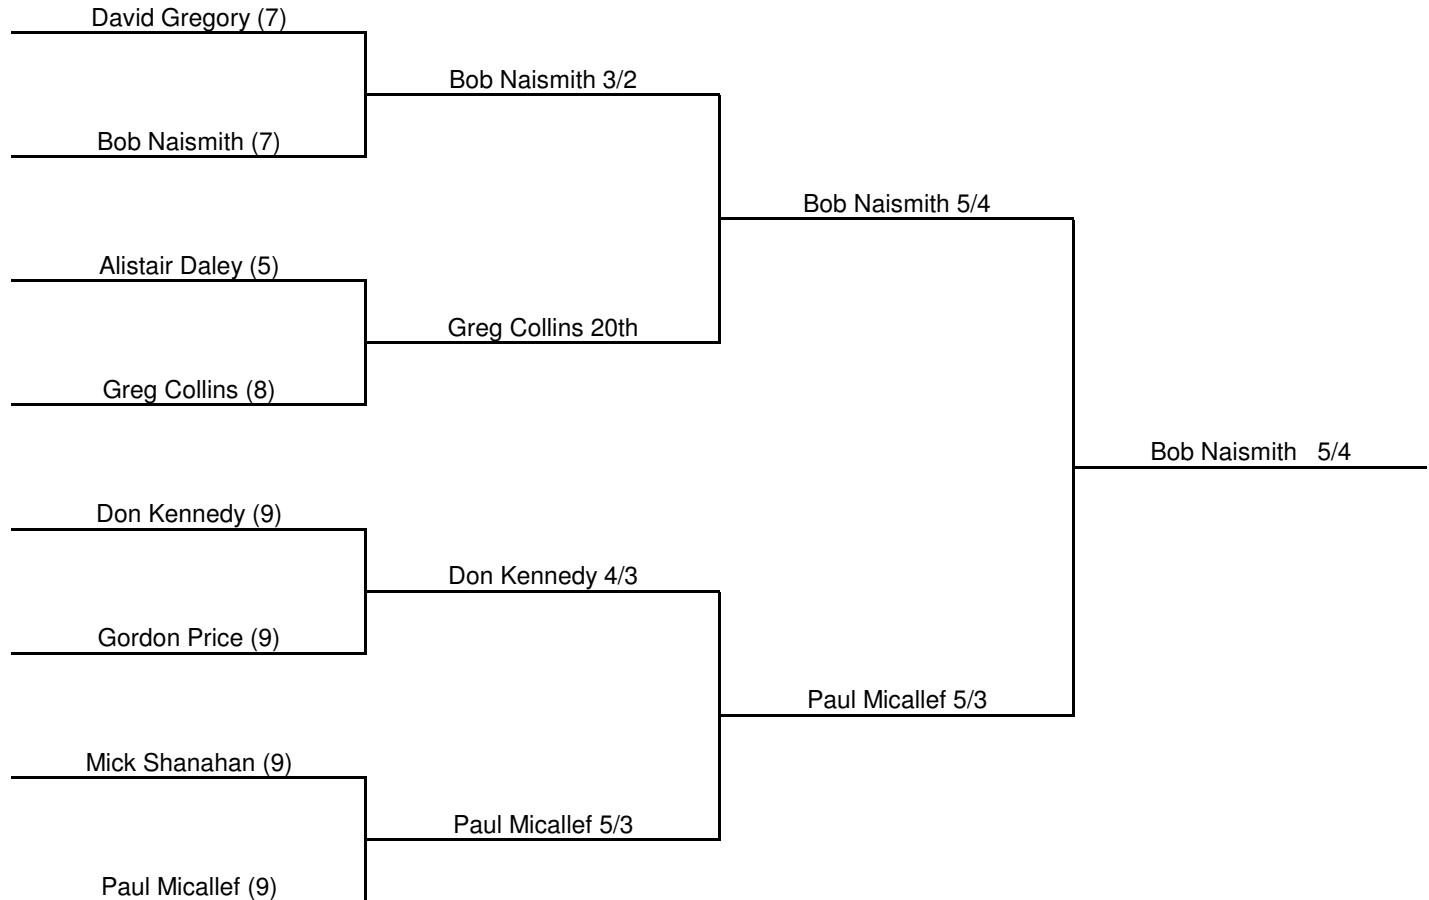 David Gregory (7)
Bob Naismith 3/2
Bob Naismith (7)
Bob Naismith 5/4
Alistair Daley (5)
Greg Collins 20th
Greg Collins (8)
Bob Naismith   5/4
Don Kennedy (9)
Don Kennedy 4/3
Gordon Price (9)
Paul Micallef 5/3
Mick Shanahan (9)
Paul Micallef 5/3
Paul Micallef (9)